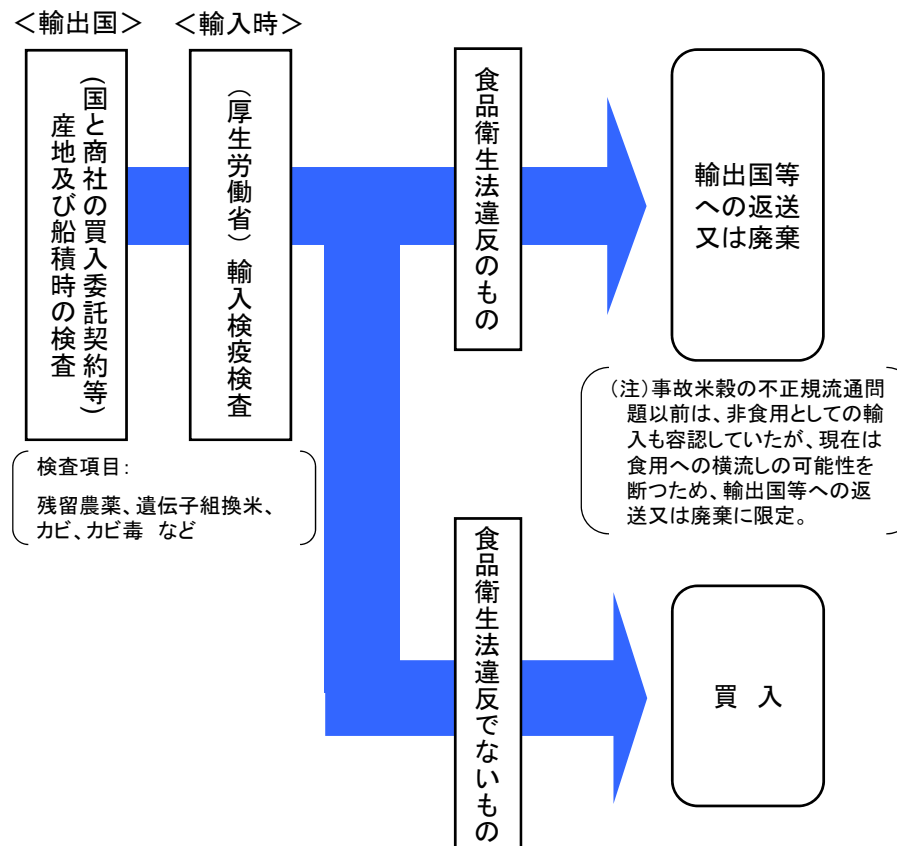 ＜輸出国＞
＜輸入時＞
（国と商社の買入委託契約等）
産地及び船積時の検査
（厚生労働省）輸入検疫検査
検査項目：
残留農薬、遺伝子組換米、
カビ、カビ毒　など
食品衛生法違反のもの
輸出国等
への返送
又は廃棄
（注）事故米穀の不正規流通問
題以前は、非食用としての輸
入も容認していたが、現在は
食用への横流しの可能性を
断つため、輸出国等への返
送又は廃棄に限定。
食品衛生法違反でないもの
買　入